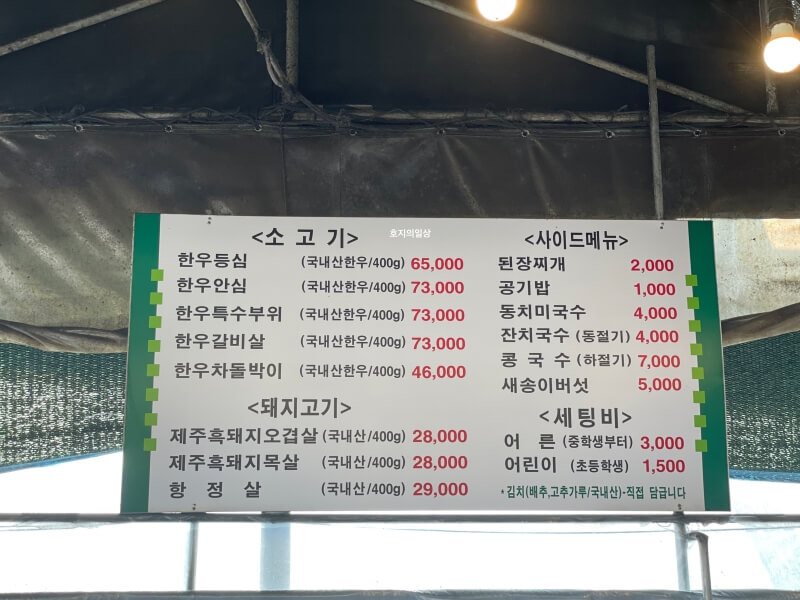 호지의일상
<소 고 기>
한우등심 (국내산한우/400g) 65,000
한우안심 (국내산한우/400g) 73,000
한우특수부위 (국내산한우/400g) 73,000
한우갈비살 (국내산한우/400g) 73,000
한우차돌박이 (국내산한우/400g) 46,000
<돼지고기>
제주흑돼지오겹살 (국내산/400g) 28,000
제주흑돼지목살 (국내산/400g) 28,000
항 정 살 (국내산/400g) 29,000
<사이드메뉴>
된장찌개 2,000
공기밥 1,000
동치미국수 4,000
잔치국수 (동절기) 4,000
콩 국 수 (하절기) 7,000
새송이버섯 5,000
<세팅비>
어 른 (중학생부터) 3,000
어린이 (초등학생) 1,500
*김치(배추,고추가루/국내산)-직접 담급니다